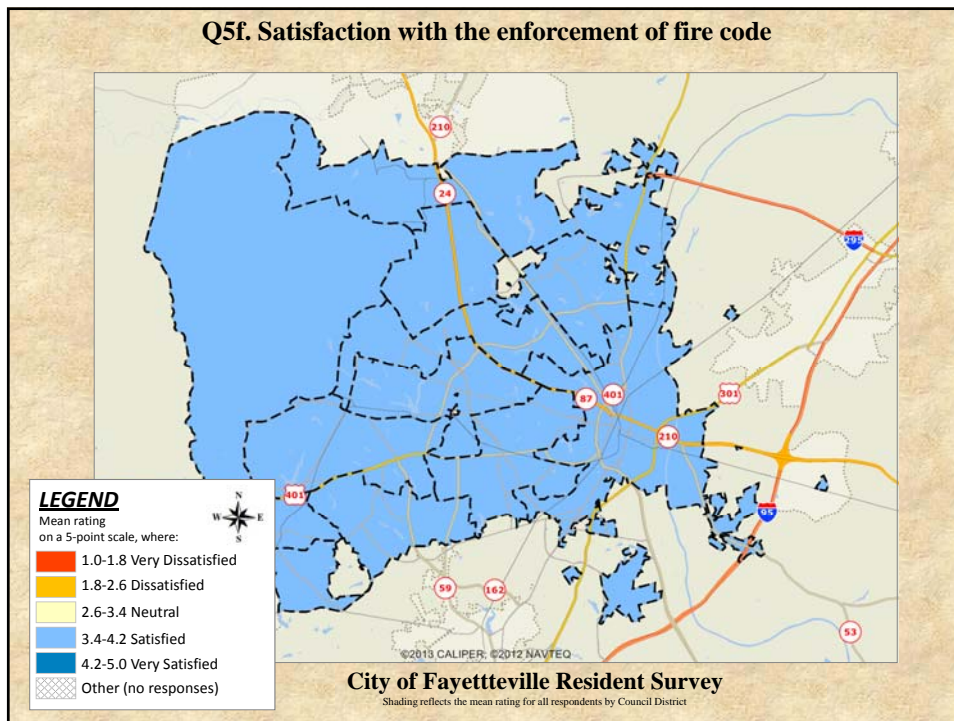 Q5f. Satisfaction with the enforcement of fire code
210
24
295
87
401
301
210
401
95
59
162
53
LEGEND
N
W E
S
Mean rating
on a 5-point scale, where:
1.0-1.8 Very Dissatisfied
1.8-2.6 Dissatisfied
2.6-3.4 Neutral
3.4-4.2 Satisfied
4.2-5.0 Very Satisfied
Other (no responses)
©2013 CALIPER; ©2012 NAVTEQ
City of Fayettteville Resident Survey
Shading reflects the mean rating for all respondents by Council District